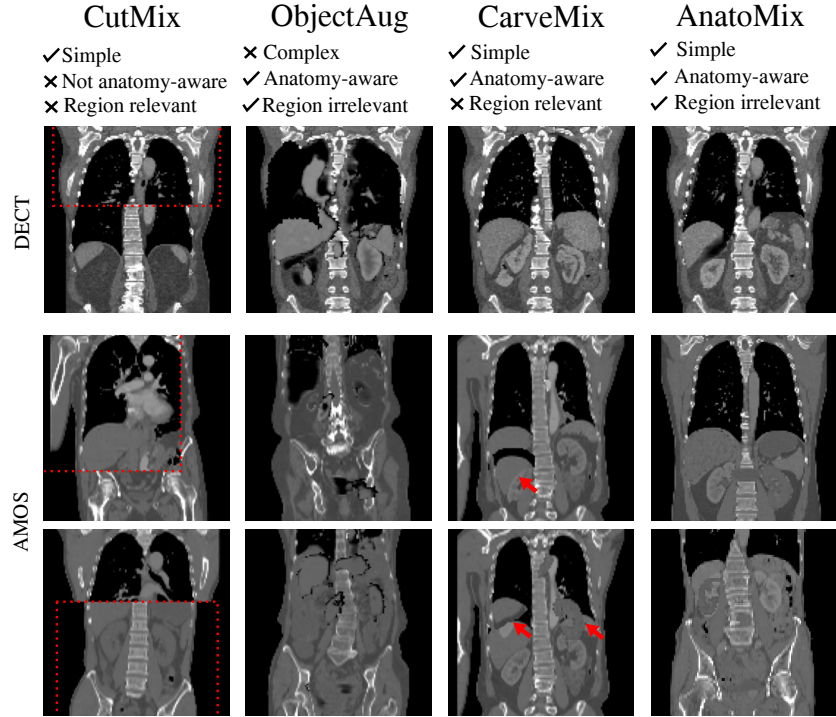 CutMix
✓Simple
✗ Not anatomy-aware
✗ Region relevant
ObjectAug
✗ Complex
✓ Anatomy-aware
✓ Region irrelevant
CarveMix
✓ Simple
✓ Anatomy-aware
✗ Region relevant
AnatoMix
✓ Simple
✓ Anatomy-aware
✓ Region irrelevant
DECT
AMOS